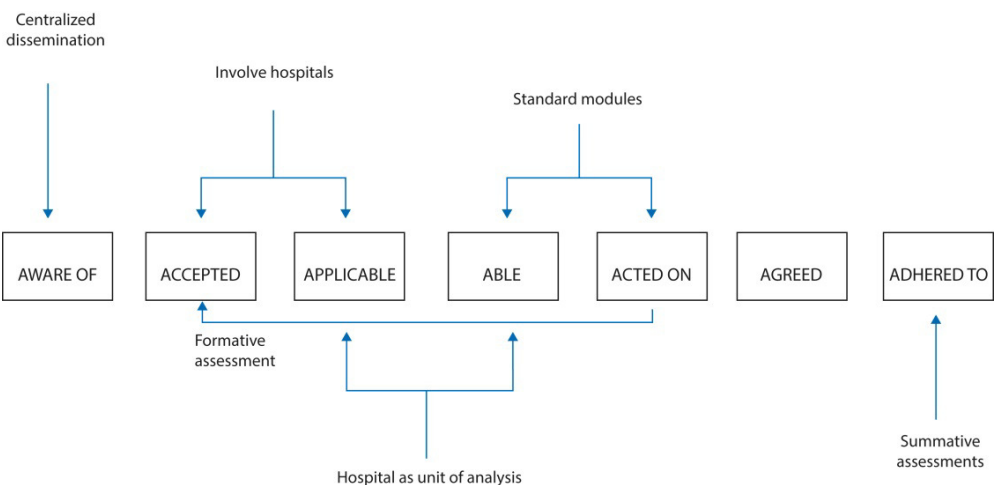 Centralized
dissemination
Involve hospitals
Standard modules
AWARE OF
ACCEPTED
APPLICABLE
ABLE
ACTED ON
AGREED
ADHERED TO
Formative
assessment
Summative
assessments
Hospital as unit of analysis